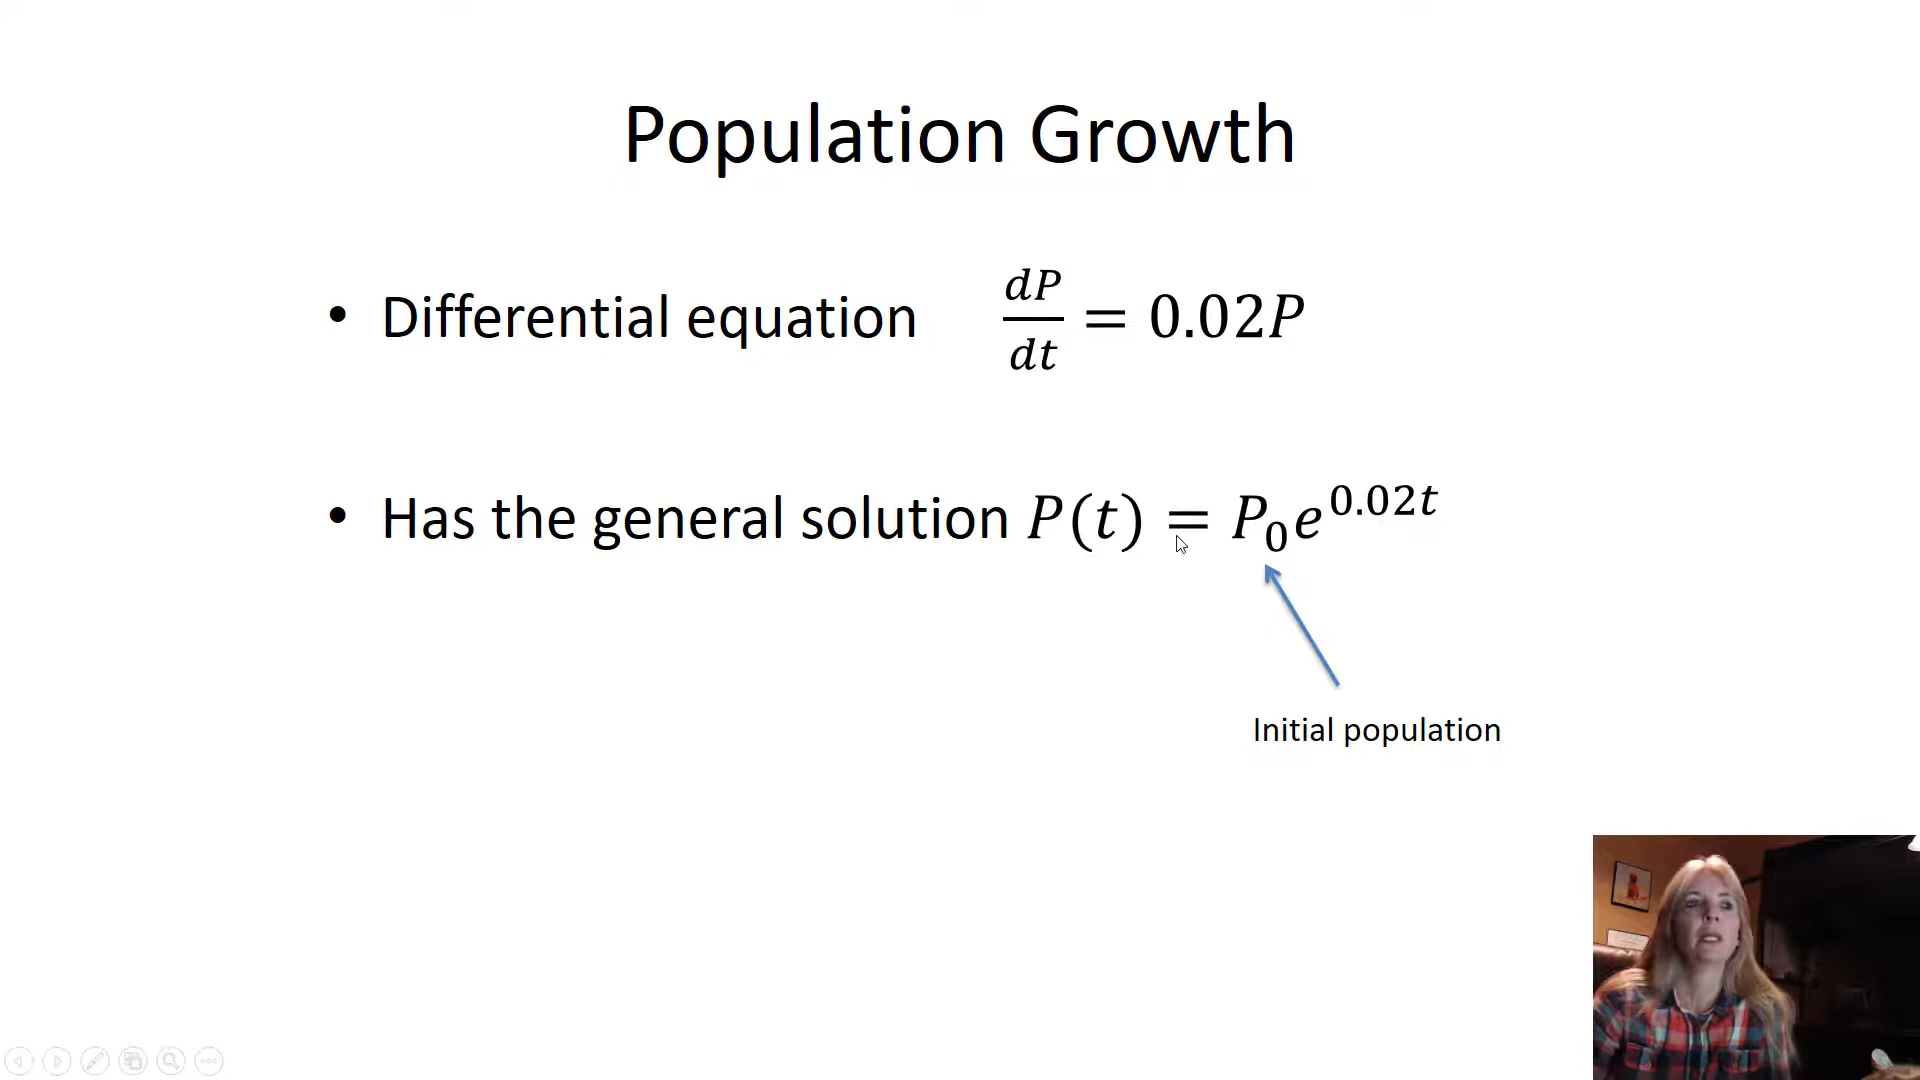 Population Growth
• Differential equation dP/dt = 0.02P
• Has the general solution P(t) = P₀e^{0.02t}
Initial population